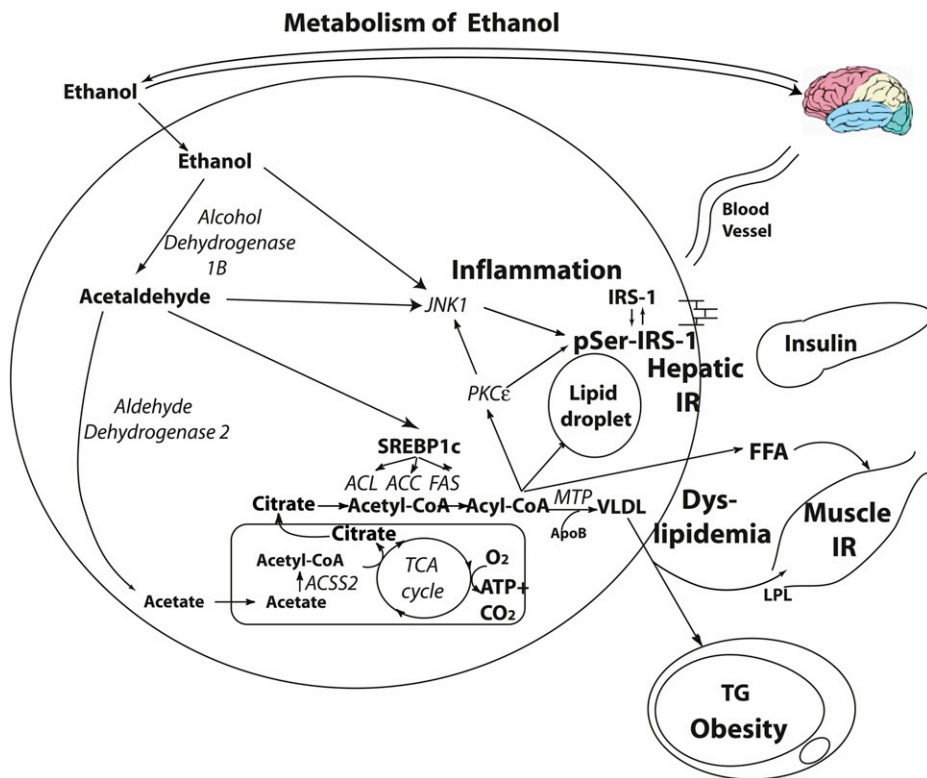 Metabolism of Ethanol
Ethanol
Ethanol
Blood
Vessel
Alcohol
Dehydrogenase
1B
Inflammation
Acetaldehyde
JNK1
IRS-1
pSer-IRS-1
Insulin
Hepatic
IR
PKCε
Lipid
droplet
Aldehyde
Dehydrogenase 2
SREBP1c
FFA
ACL ACC FAS
Citrate
Acetyl-CoA
Acyl-CoA
MTP
VLDL
ApoB
Dys-
lipidemia
Muscle
IR
LPL
Citrate
Acetyl-CoA
ACSS2
TCA
cycle
O2
ATP+
CO2
Acetate
Acetate
TG
Obesity